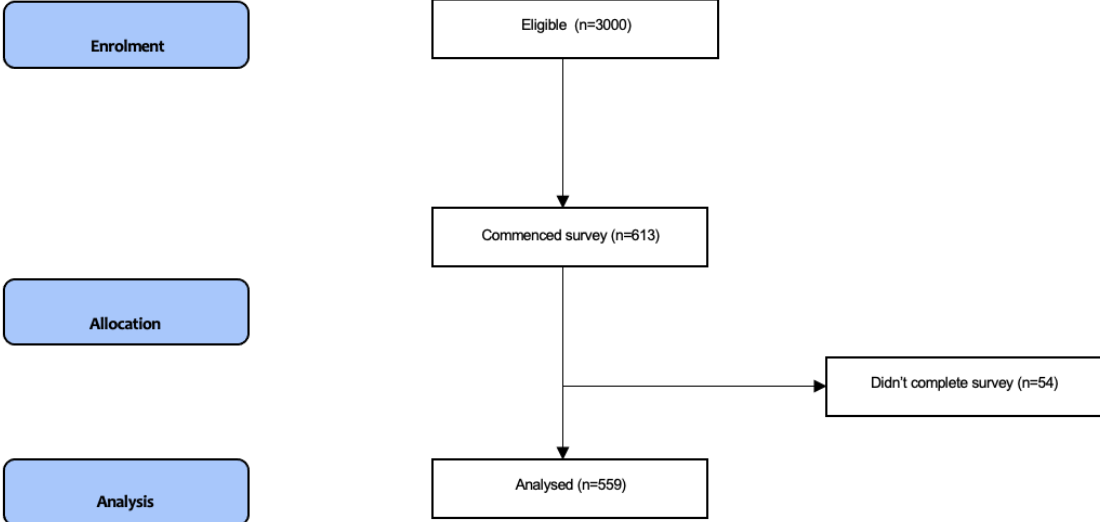 Enrolment
Eligible (n=3000)
Commenced survey (n=613)
Allocation
Didn't complete survey (n=54)
Analysis
Analysed (n=559)